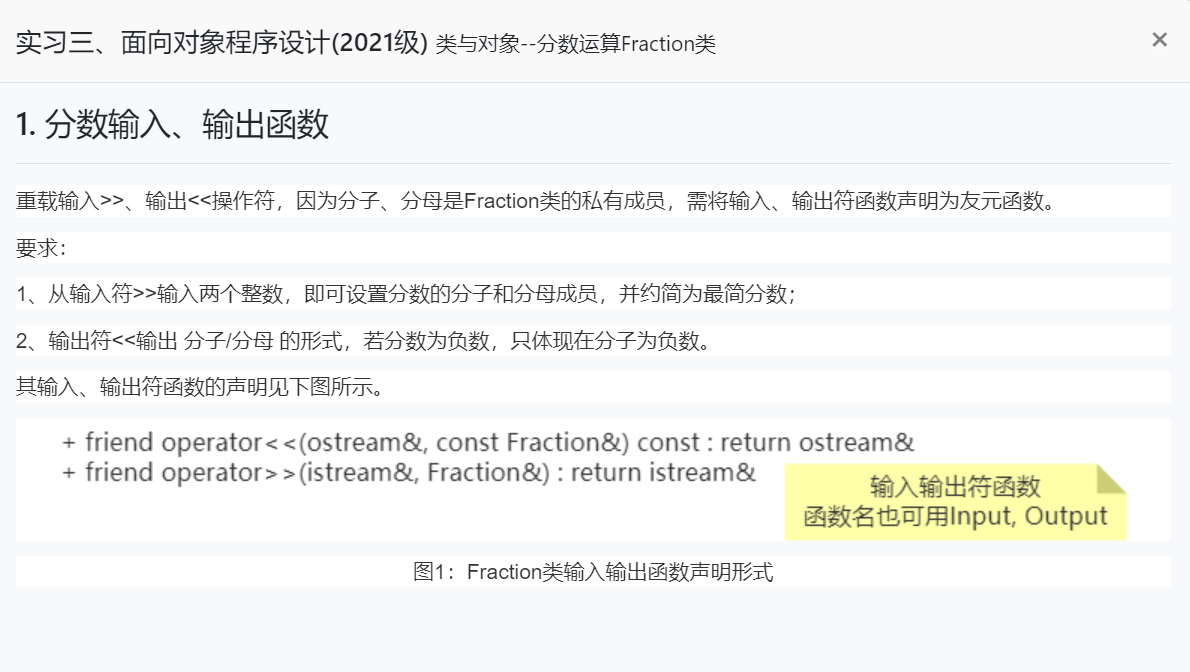 实习三、面向对象程序设计(2021级) 类与对象--分数运算Fraction类
×
1. 分数输入、输出函数
重载输入>>、输出<<操作符，因为分子、分母是Fraction类的私有成员，需将输入、输出符函数声明为友元函数。
要求：
1、从输入符>>输入两个整数，即可设置分数的分子和分母成员，并约简为最简分数；
2、输出符<<输出 分子/分母 的形式，若分数为负数，只体现在分子为负数。
其输入、输出符函数的声明见下图所示。
+ friend operator<<(ostream&, const Fraction&) const : return ostream&
+ friend operator>>(istream&, Fraction&) : return istream&
输入输出符函数
函数名也可用Input, Output
图1：Fraction类输入输出函数声明形式